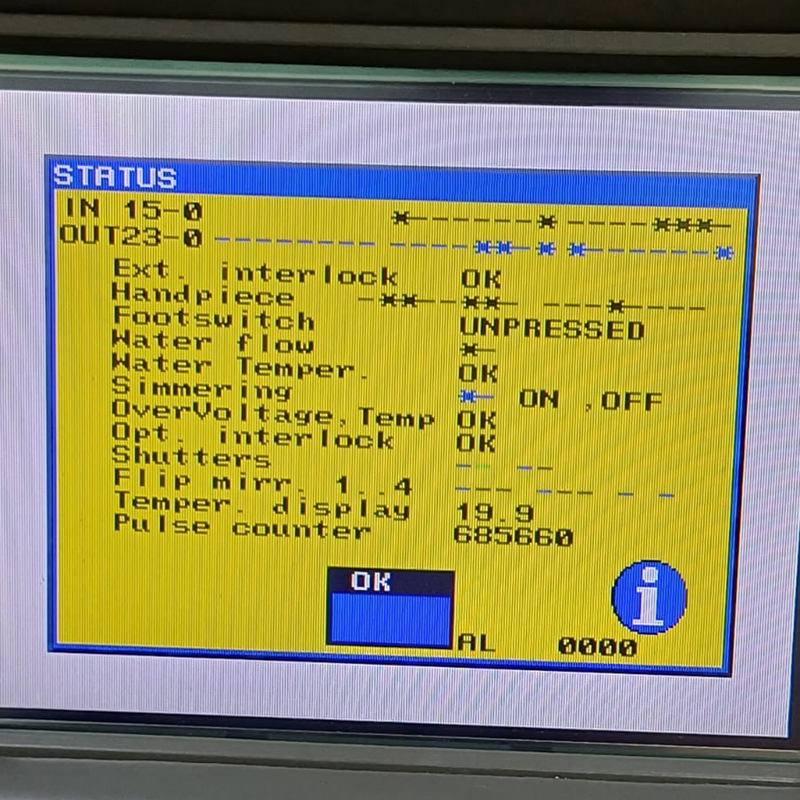 STATUS
IN 15-0 *------* ----***-
OUT23-0 -------- ----**-* *------*
Ext. interlock OK
Handpiece -**--**-- ---*----
Footswitch UNPRESSED
Water flow *-
Water Temper. OK
Simmering *- ON ,OFF
OverVoltage,Temp OK
Opt. interlock OK
Shutters -- --
Flip mirr. 1..4 --- --- - -
Temper. display 19.9
Pulse counter 685660
OK
i
AL 0000